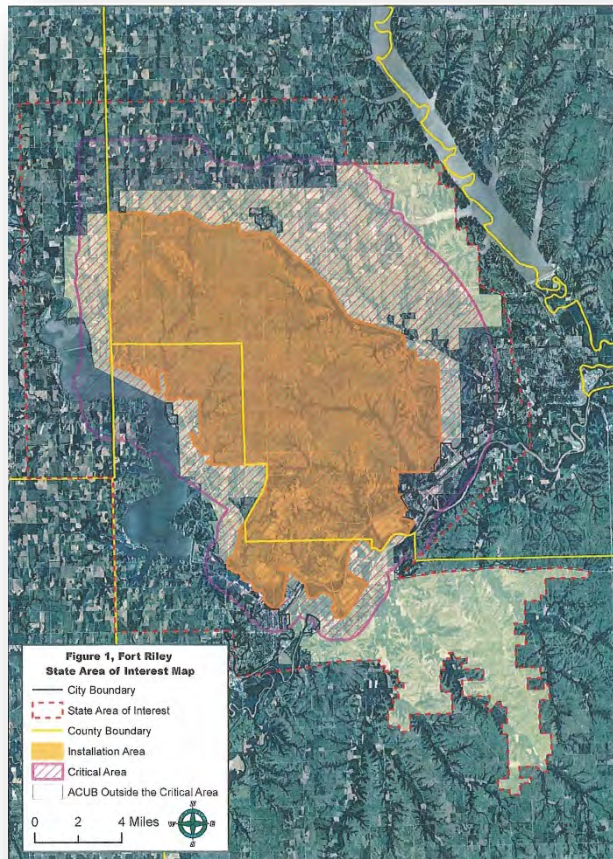 Figure 1, Fort Riley
State Area of Interest Map
City Boundary
State Area of Interest
County Boundary
Installation Area
Critical Area
ACUB Outside the Critical Area
0 2 4 Miles
N
W E
S